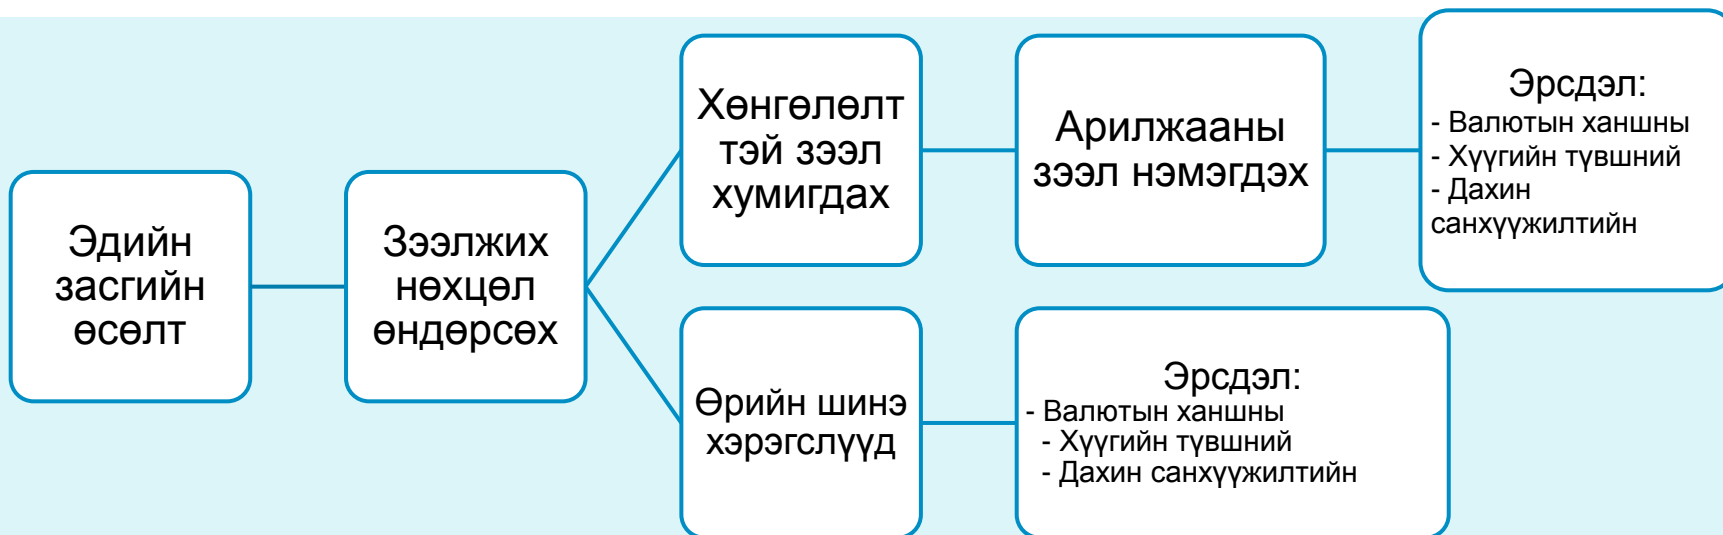 Эдийн
засгийн
өсөлт
Зээлжих
нөхцөл
өндөрсөх
Хөнгөлөлт
тэй зээл
хумигдах
Арилжааны
зээл нэмэгдэх
Эрсдэл:
- Валютын ханшны
- Хүүгийн түвшний
- Дахин
санхүүжилтийн
Өрийн шинэ
хэрэгслүүд
Эрсдэл:
- Валютын ханшны
- Хүүгийн түвшний
- Дахин санхүүжилтийн